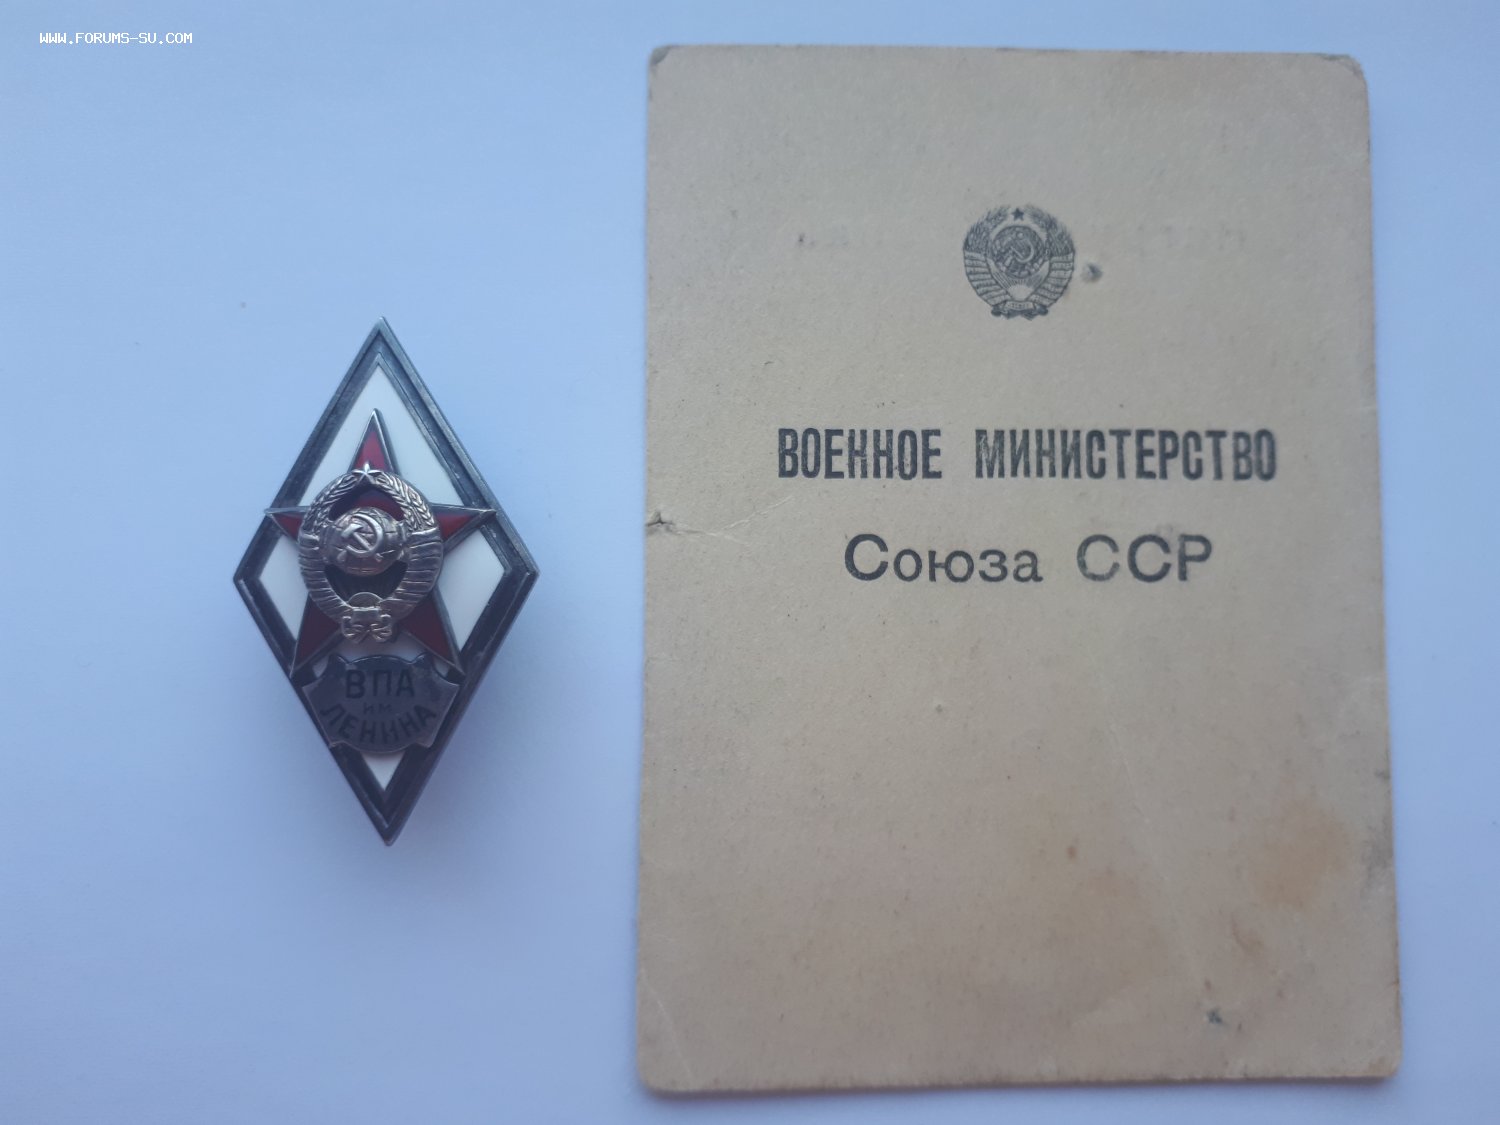 WWW.FORUMS-SU.COM
ВОЕННОЕ МИНИСТЕРСТВО
Союза ССР
ВПА
ИМ.
ЛЕНИНА